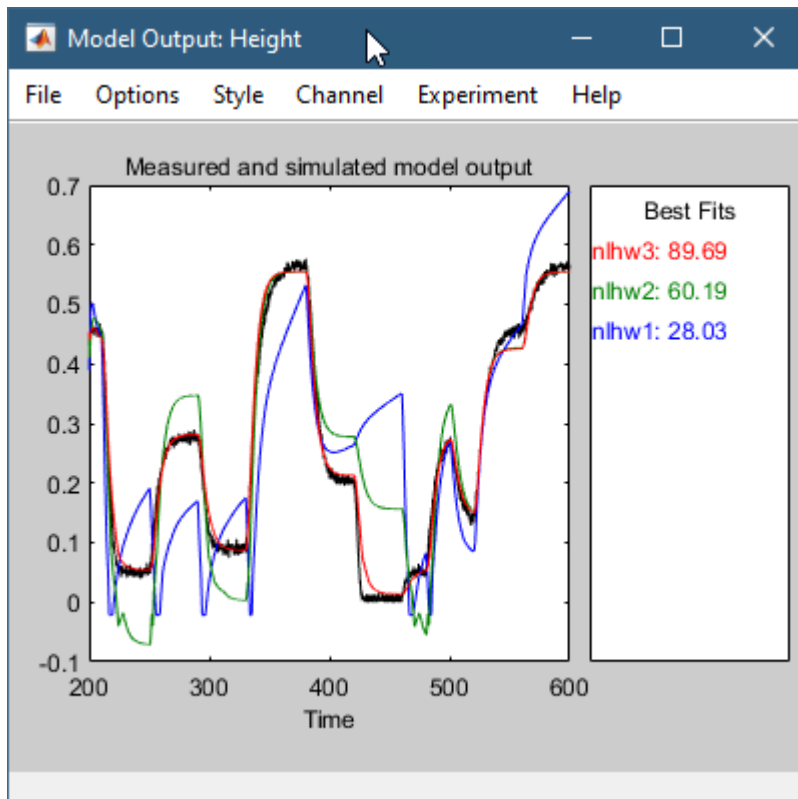 Model Output: Height
File Options Style Channel Experiment Help
Measured and simulated model output
0.7
0.6
0.5
0.4
0.3
0.2
0.1
0
-0.1
200 300 400 500 600
Time
Best Fits
nlhw3: 89.69
nlhw2: 60.19
nlhw1: 28.03